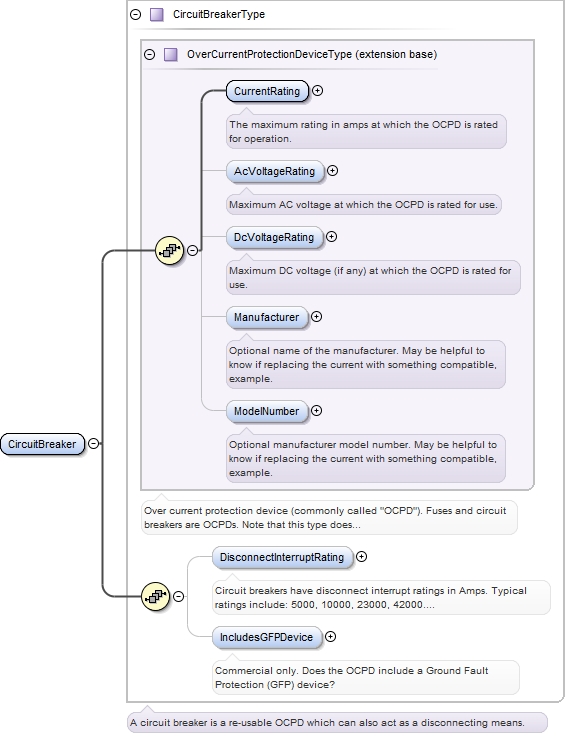 CircuitBreakerType
OverCurrentProtectionDeviceType (extension base)
CurrentRating
The maximum rating in amps at which the OCPD is rated
for operation.
AcVoltageRating
Maximum AC voltage at which the OCPD is rated for use.
DcVoltageRating
Maximum DC voltage (if any) at which the OCPD is rated for
use.
Manufacturer
Optional name of the manufacturer. May be helpful to
know if replacing the current with something compatible,
example.
ModelNumber
Optional manufacturer model number. May be helpful to
know if replacing the current with something compatible,
example.
CircuitBreaker
Over current protection device (commonly called "OCPD"). Fuses and circuit
breakers are OCPDs. Note that this type does...
DisconnectInterruptRating
Circuit breakers have disconnect interrupt ratings in Amps. Typical
ratings include: 5000, 10000, 23000, 42000....
IncludesGFPDevice
Commercial only. Does the OCPD include a Ground Fault
Protection (GFP) device?
A circuit breaker is a re-usable OCPD which can also act as a disconnecting means.